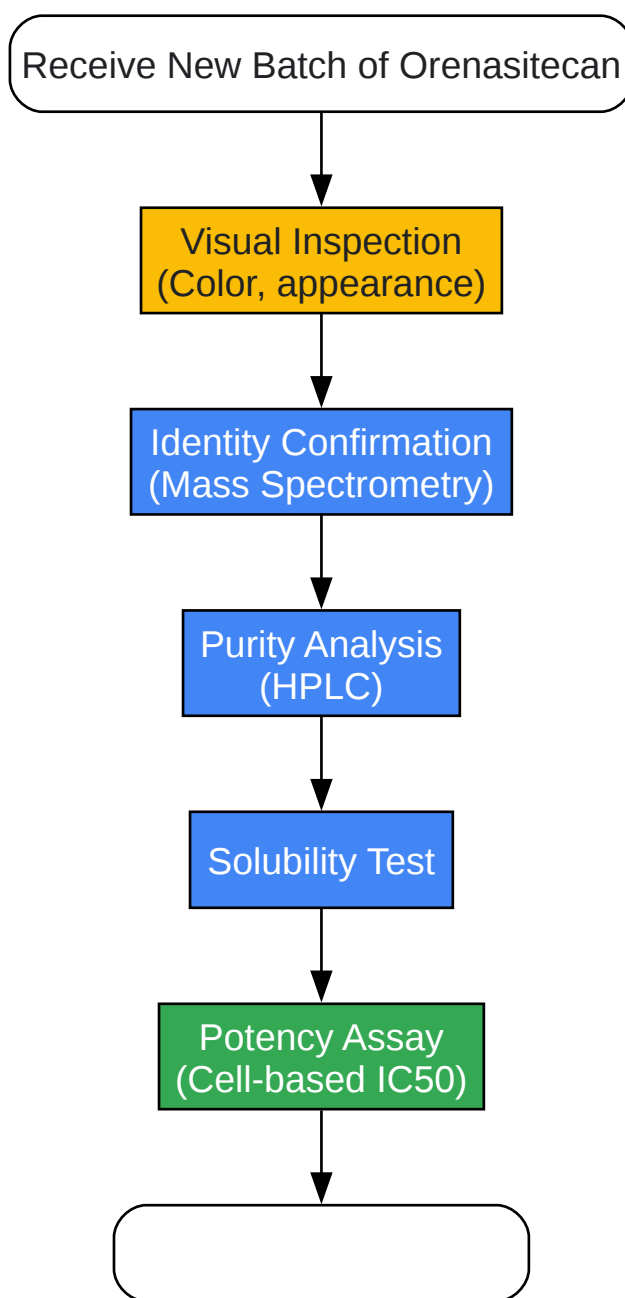 Receive New Batch of Orenasitecan
Visual Inspection
(Color, appearance)
Identity Confirmation
(Mass Spectrometry)
Purity Analysis
(HPLC)
Solubility Test
Potency Assay
(Cell-based IC50)